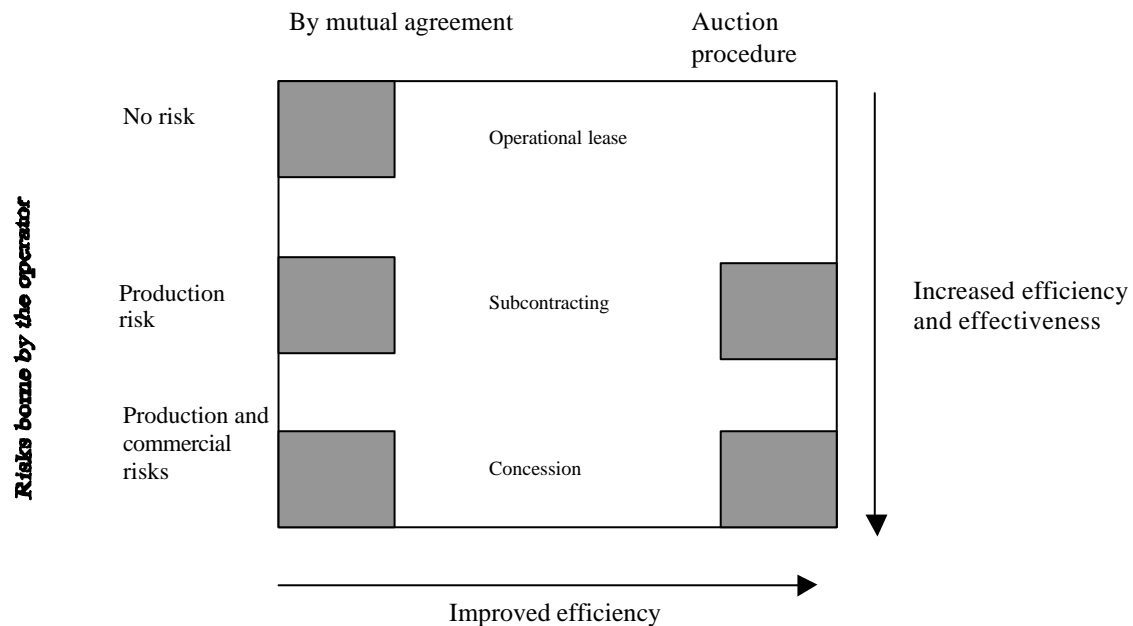 By mutual agreement
Auction
procedure
No risk
Operational lease
Risks borne by the operator
Production
risk
Subcontracting
Increased efficiency
and effectiveness
Production and
commercial
risks
Concession
Improved efficiency